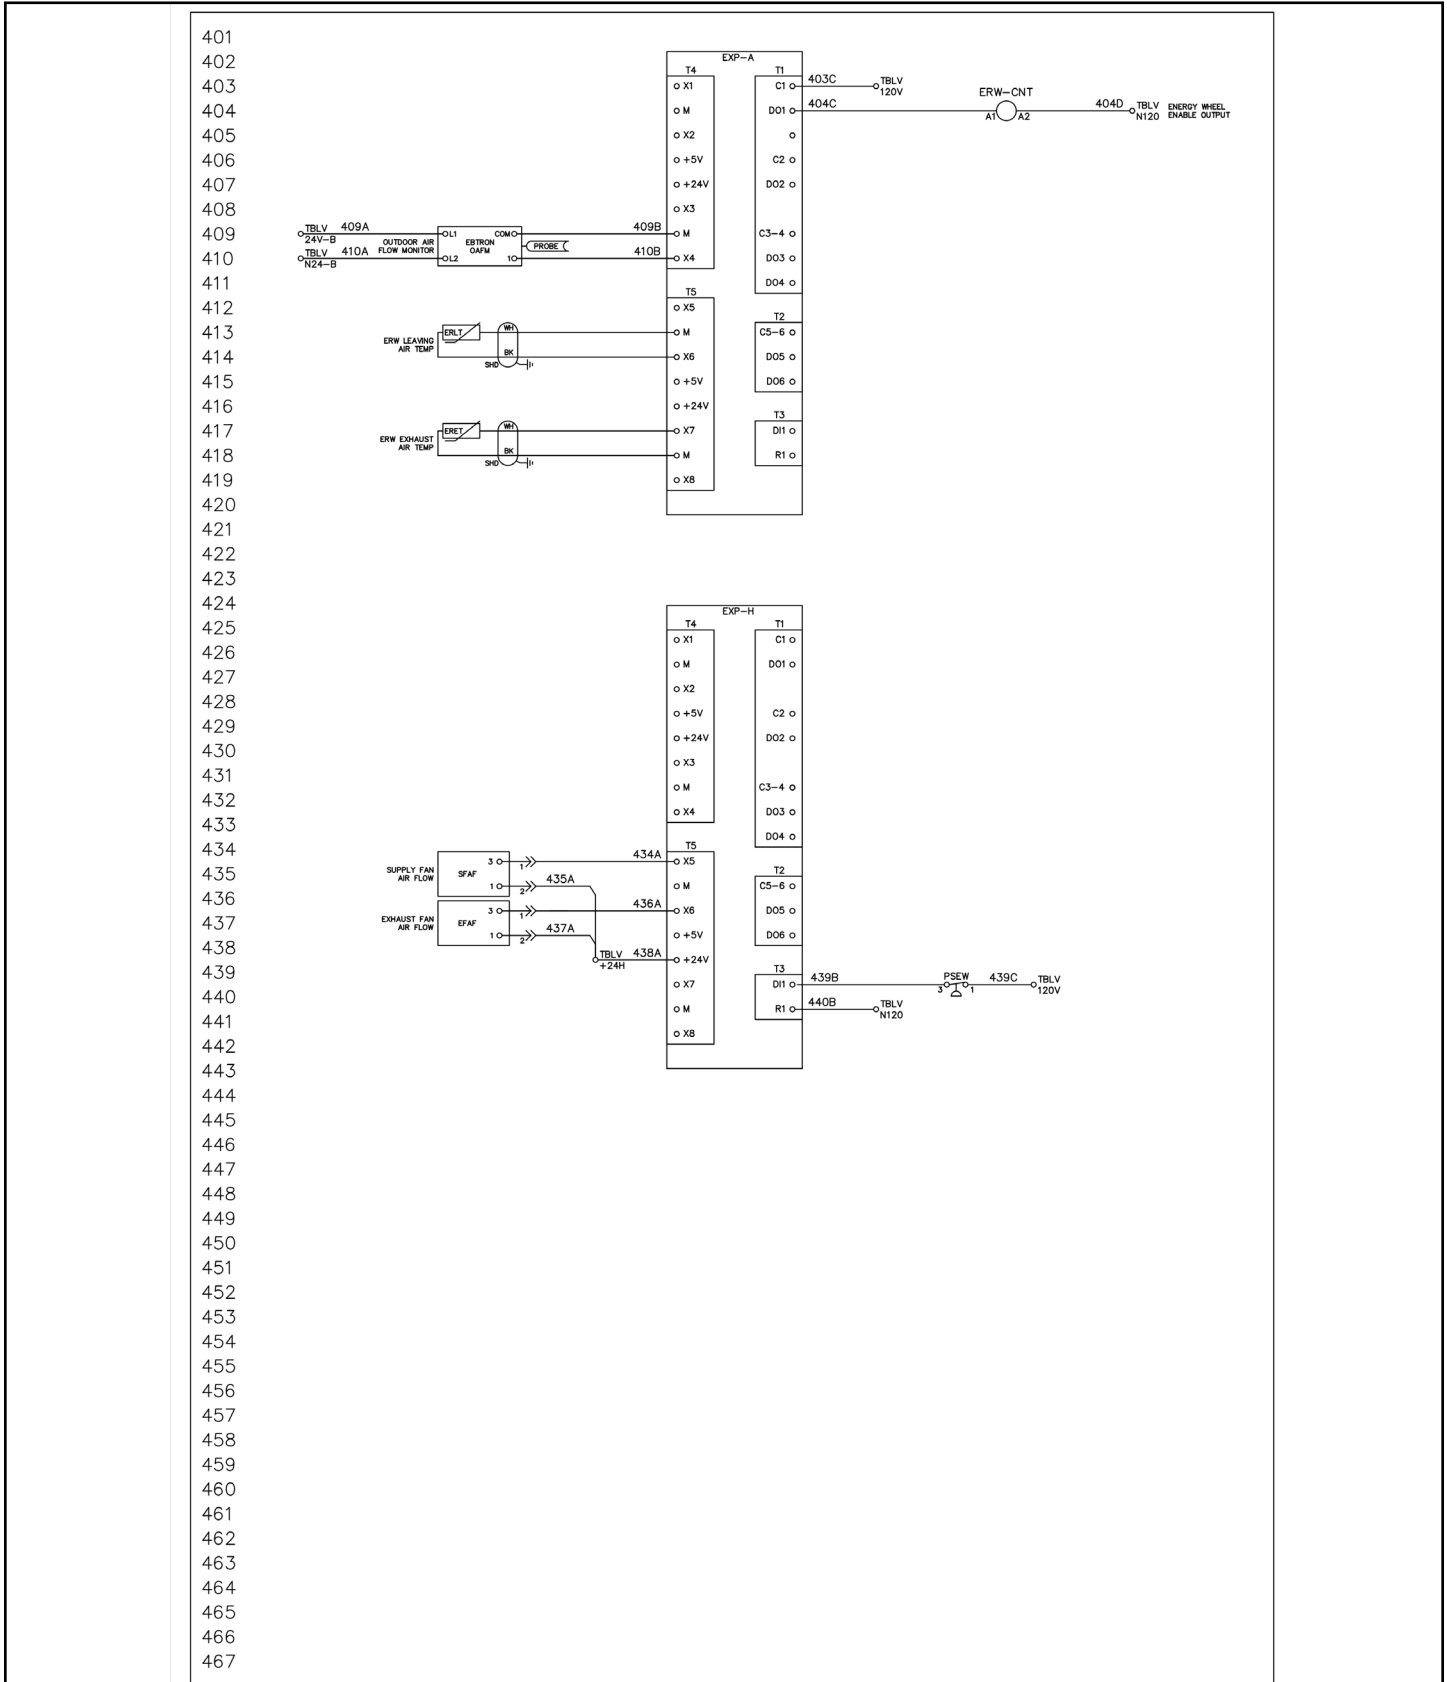 401
402
EXP-A
T4 T1
403
X1 C1 403C TBLV
120V
ERW-CNT
404
M DO1 404C A1 A2 404D TBLV ENERGY WHEEL
N120 ENABLE OUTPUT
405
X2
406
+5V C2
407
+24V DO2
408
X3
409
TBLV 409A L1 COM 409B M C3-4
24V-B OUTDOOR AIR EBTRON PROBE
FLOW MONITOR OAFM
410
TBLV 410A L2 1 410B X4 DO3
N24-B
411
DO4
T5
412
X5
T2
413
ERLT WH M C5-6
ERW LEAVING
AIR TEMP
414
BK X6 DO5
SHD
415
+5V DO6
416
+24V
T3
417
ERET WH X7 DI1
ERW EXHAUST
AIR TEMP
418
BK M R1
SHD
419
X8
420
421
422
423
424
EXP-H
425
T4 T1
X1 C1
426
M DO1
427
X2
428
+5V C2
429
+24V DO2
430
X3
431
M C3-4
432
X4 DO3
433
DO4
434
T5
3 1 434A X5
SUPPLY FAN SFAF
AIR FLOW
435
T2
1 2 435A M C5-6
436
3 1 436A X6 DO5
437
EXHAUST FAN EFAF
AIR FLOW
1 2 437A +5V DO6
438
TBLV 438A +24V
+24H
439
T3
X7 DI1 439B PSEW 439C TBLV
3 1 120V
440
M R1 440B TBLV
N120
441
X8
442
443
444
445
446
447
448
449
450
451
452
453
454
455
456
457
458
459
460
461
462
463
464
465
466
467